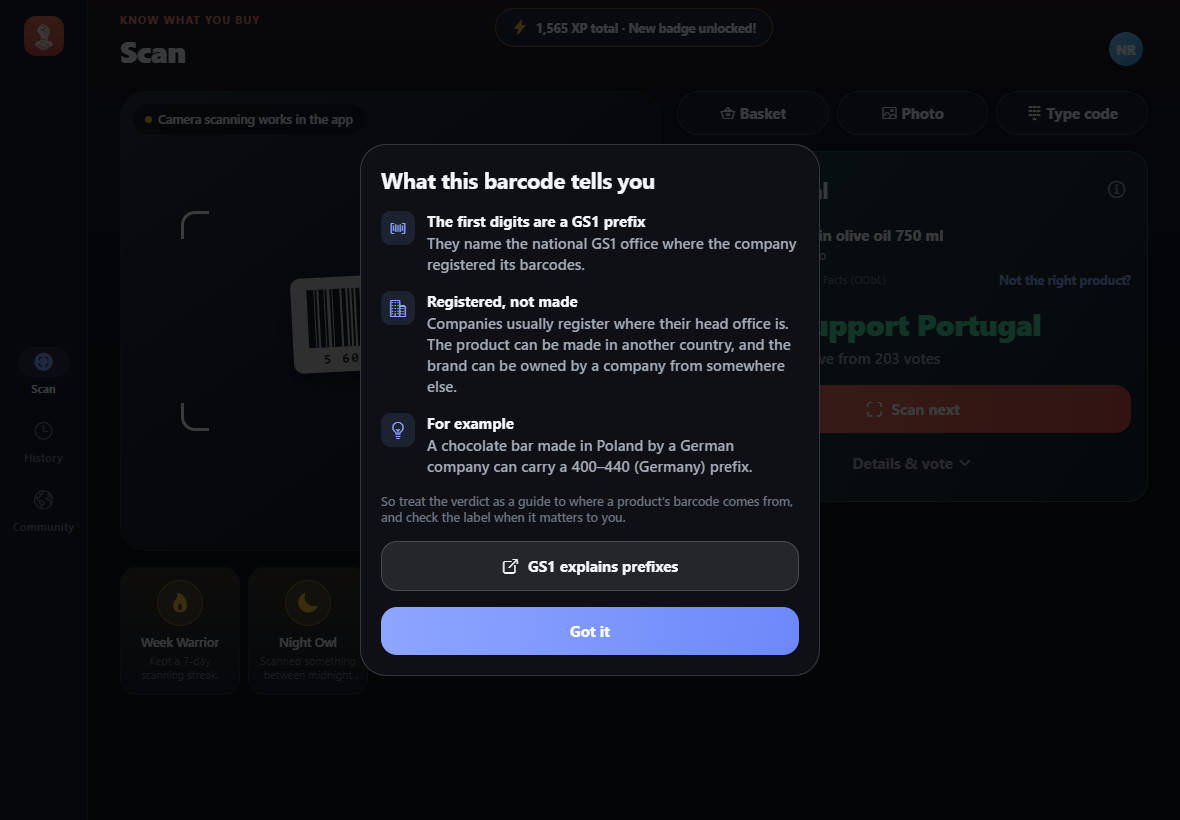 KNOW WHAT YOU BUY
Scan
1,565 XP total · New badge unlocked!
NR
Camera scanning works in the app
Basket
Photo
Type code
What this barcode tells you
The first digits are a GS1 prefix
They name the national GS1 office where the company
registered its barcodes.
Registered, not made
Companies usually register where their head office is.
The product can be made in another country, and the
brand can be owned by a company from somewhere
else.
For example
A chocolate bar made in Poland by a German
company can carry a 400–440 (Germany) prefix.
So treat the verdict as a guide to where a product's barcode comes from,
and check the label when it matters to you.
GS1 explains prefixes
Got it
olive oil 750 ml
Facts (ODbL)
Not the right product?
Portugal
from 203 votes
Scan next
Details & vote
5 60
Scan
History
Community
Week Warrior
Kept a 7-day
scanning streak.
Night Owl
Scanned something
between midnight .